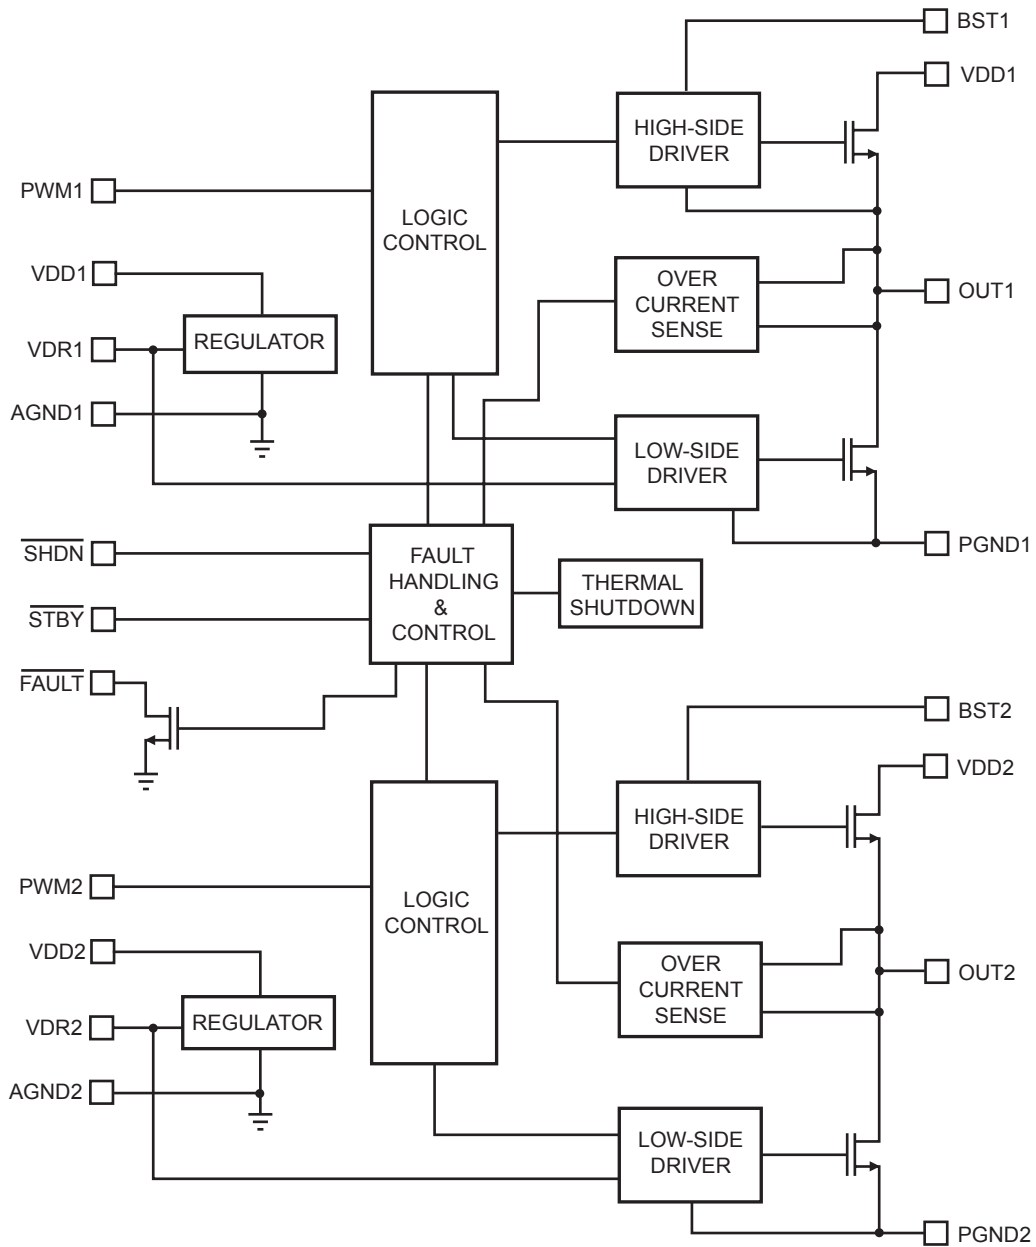 BST1
VDD1
HIGH-SIDE
DRIVER
PWM1
LOGIC
CONTROL
VDD1
OVER
CURRENT
SENSE
OUT1
VDR1
REGULATOR
AGND1
LOW-SIDE
DRIVER
SHDN
FAULT
HANDLING
&
CONTROL
PGND1
THERMAL
SHUTDOWN
STBY
FAULT
BST2
VDD2
HIGH-SIDE
DRIVER
PWM2
LOGIC
CONTROL
VDD2
OVER
CURRENT
SENSE
OUT2
VDR2
REGULATOR
AGND2
LOW-SIDE
DRIVER
PGND2